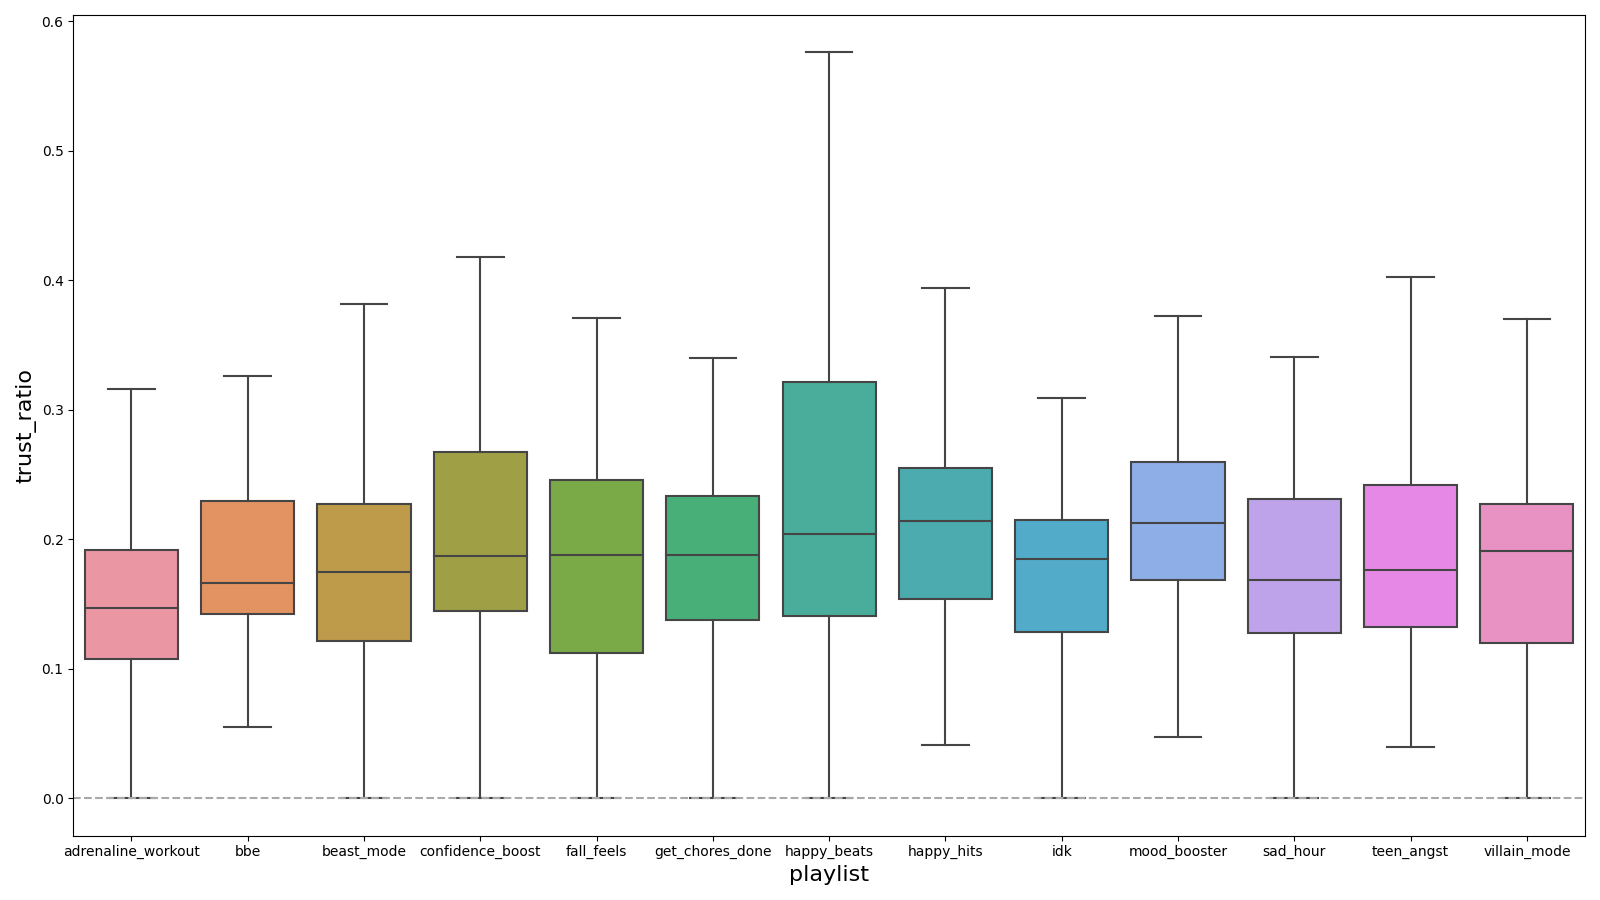 trust_ratio
0.6
0.5
0.4
0.3
0.2
0.1
0.0
adrenaline_workout bbe beast_mode confidence_boost fall_feels get_chores_done happy_beats happy_hits idk mood_booster sad_hour teen_angst villain_mode
playlist